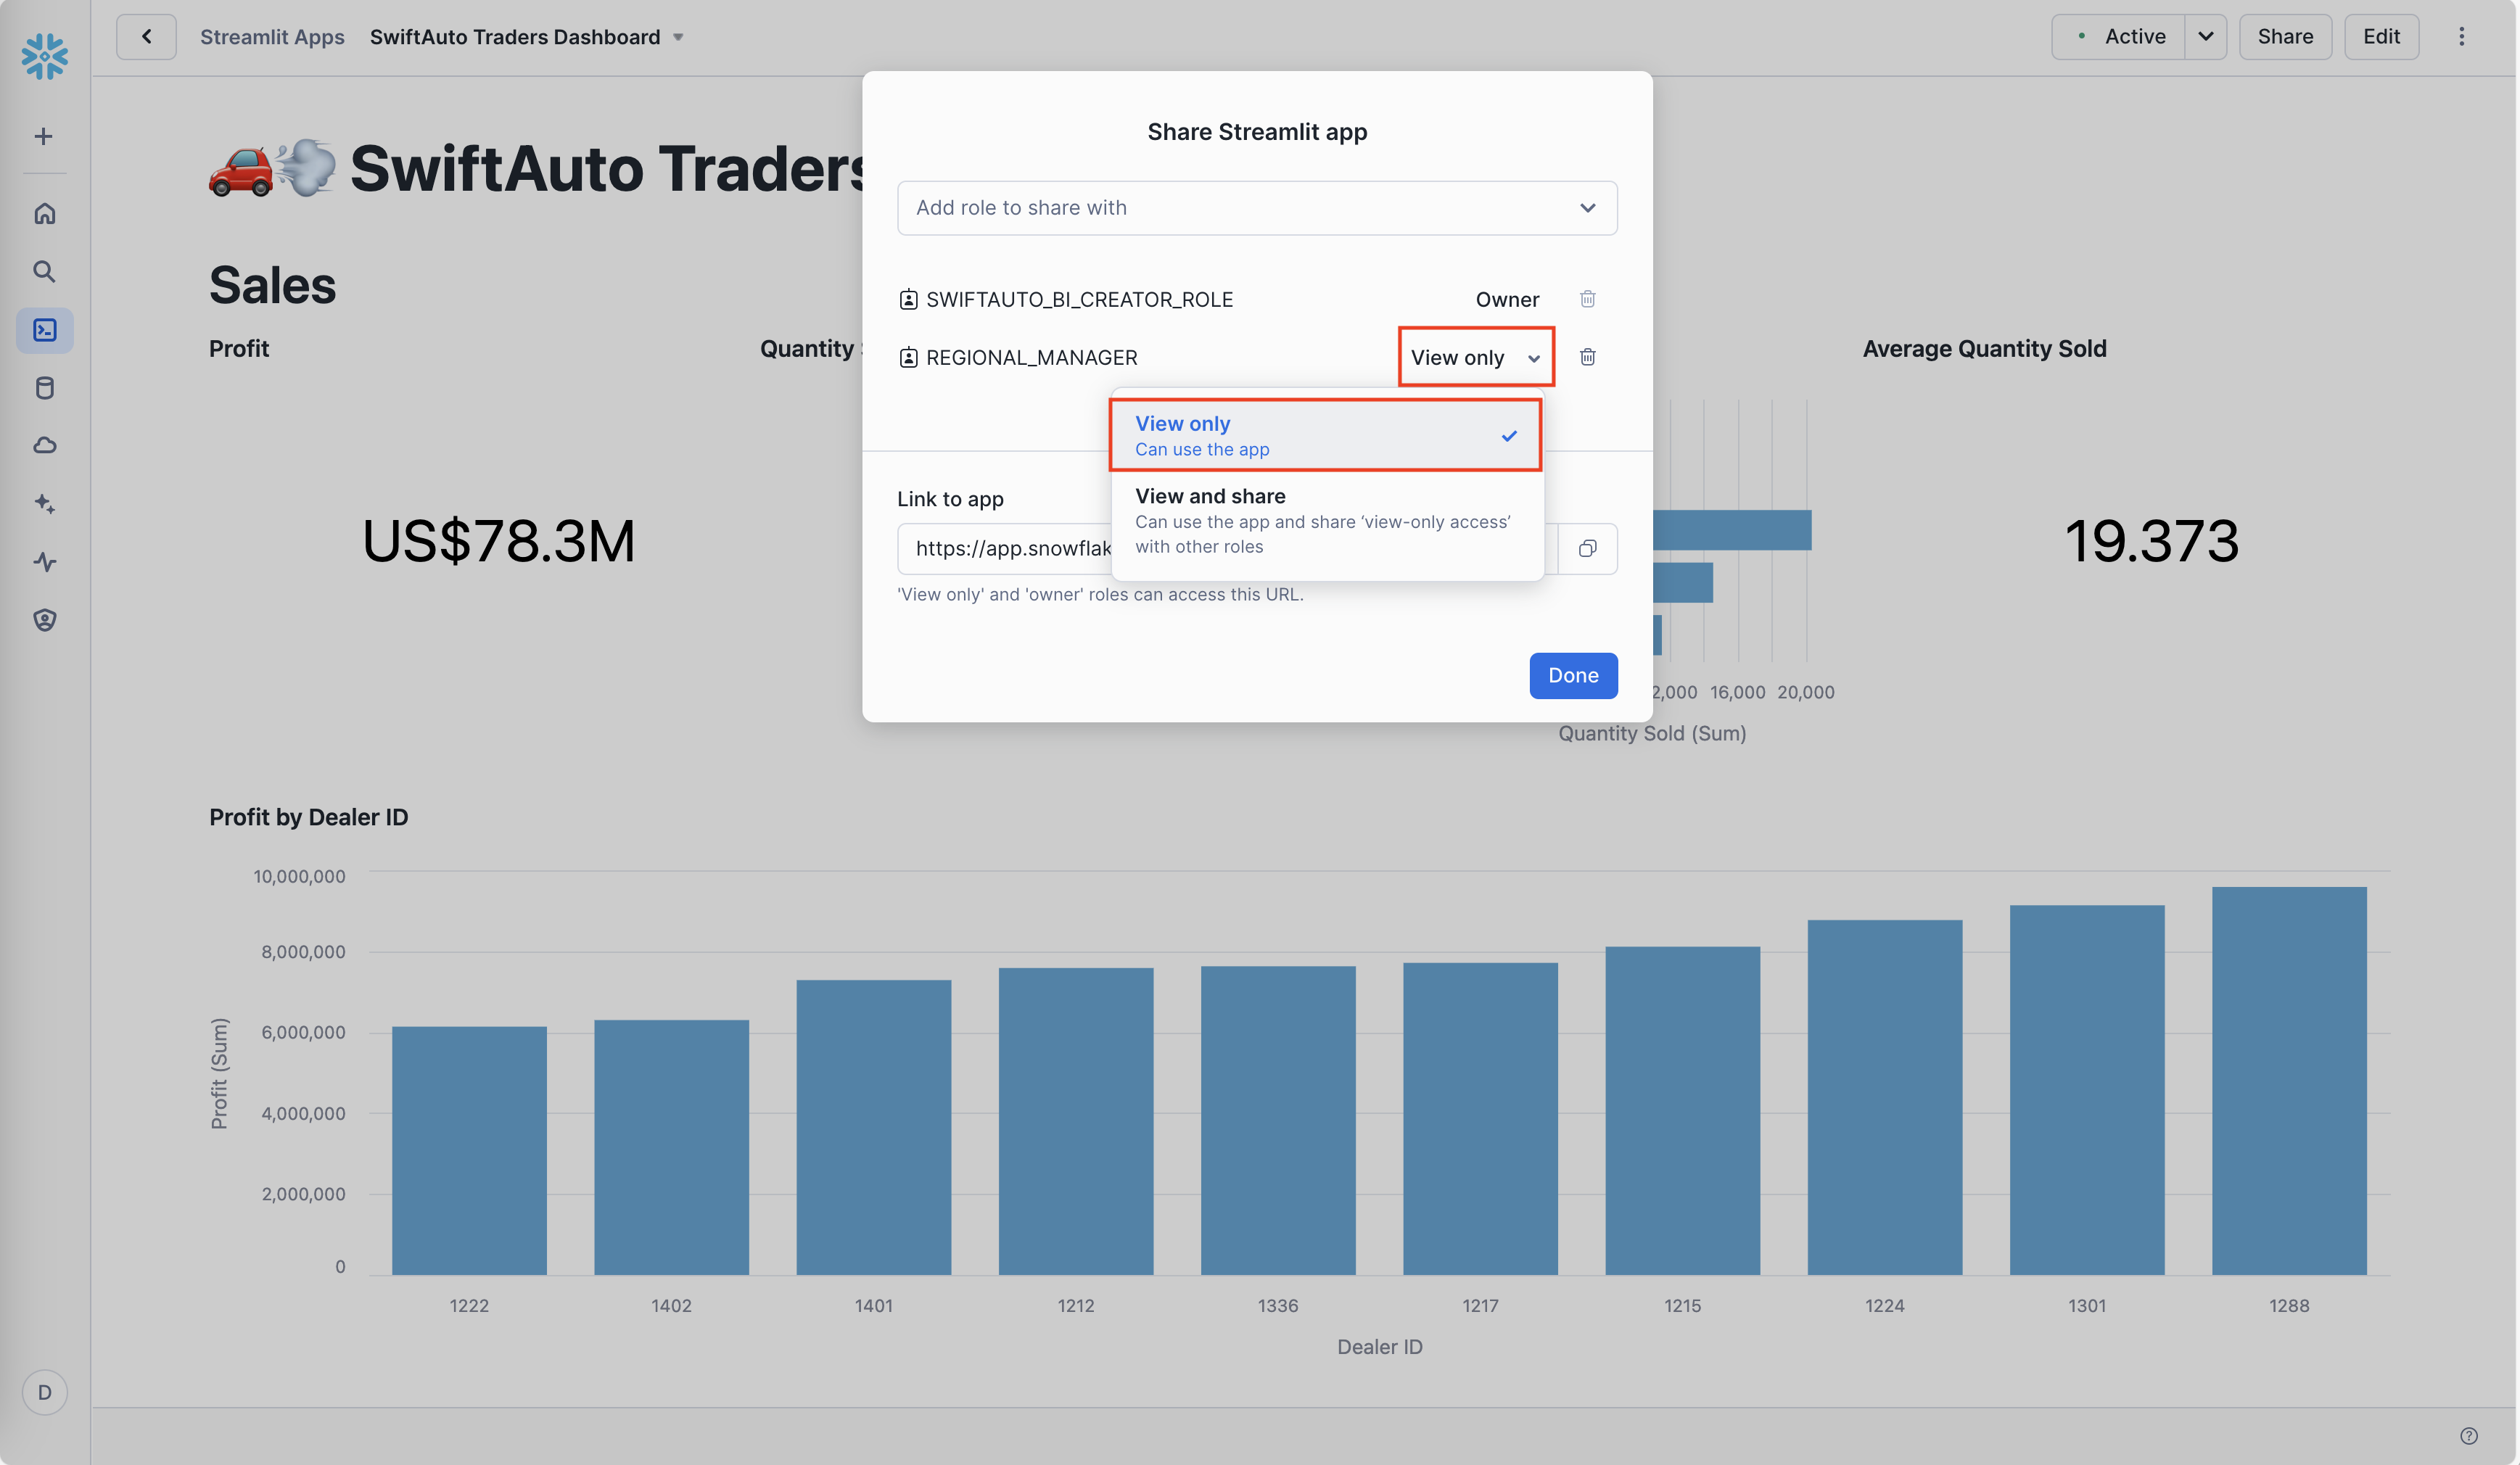 Streamlit Apps SwiftAuto Traders Dashboard
Active
Share
Edit
SwiftAuto Traders
Sales
Profit
Quantity
Average Quantity Sold
US$78.3M
19.373
Share Streamlit app
Add role to share with
SWIFTAUTO_BI_CREATOR_ROLE Owner
REGIONAL_MANAGER View only
View only
Can use the app
View and share
Can use the app and share ‘view-only access’
with other roles
Link to app
https://app.snowflak
'View only' and 'owner' roles can access this URL.
Done
2,000 16,000 20,000
Quantity Sold (Sum)
Profit by Dealer ID
Profit (Sum)
10,000,000
8,000,000
6,000,000
4,000,000
2,000,000
0
1222 1402 1401 1212 1336 1217 1215 1224 1301 1288
Dealer ID
D